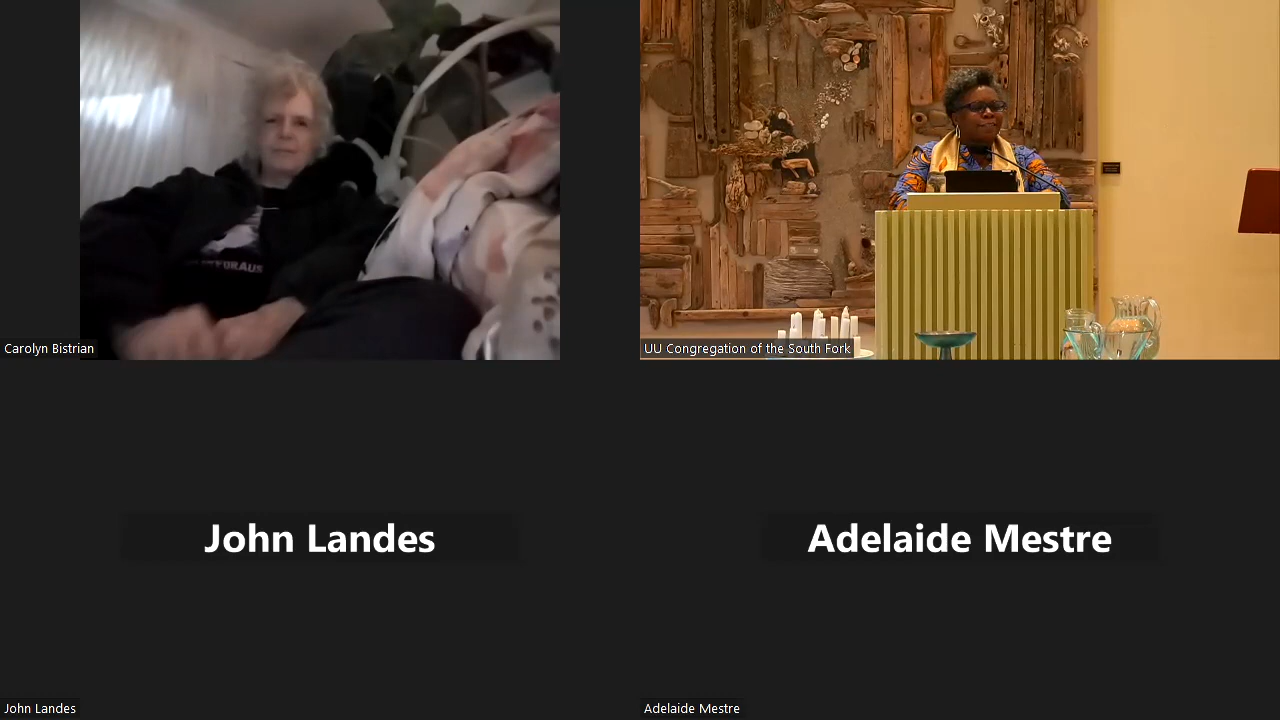 Carolyn Bistrian
UU Congregation of the South Fork
John Landes
Adelaide Mestre
John Landes
Adelaide Mestre